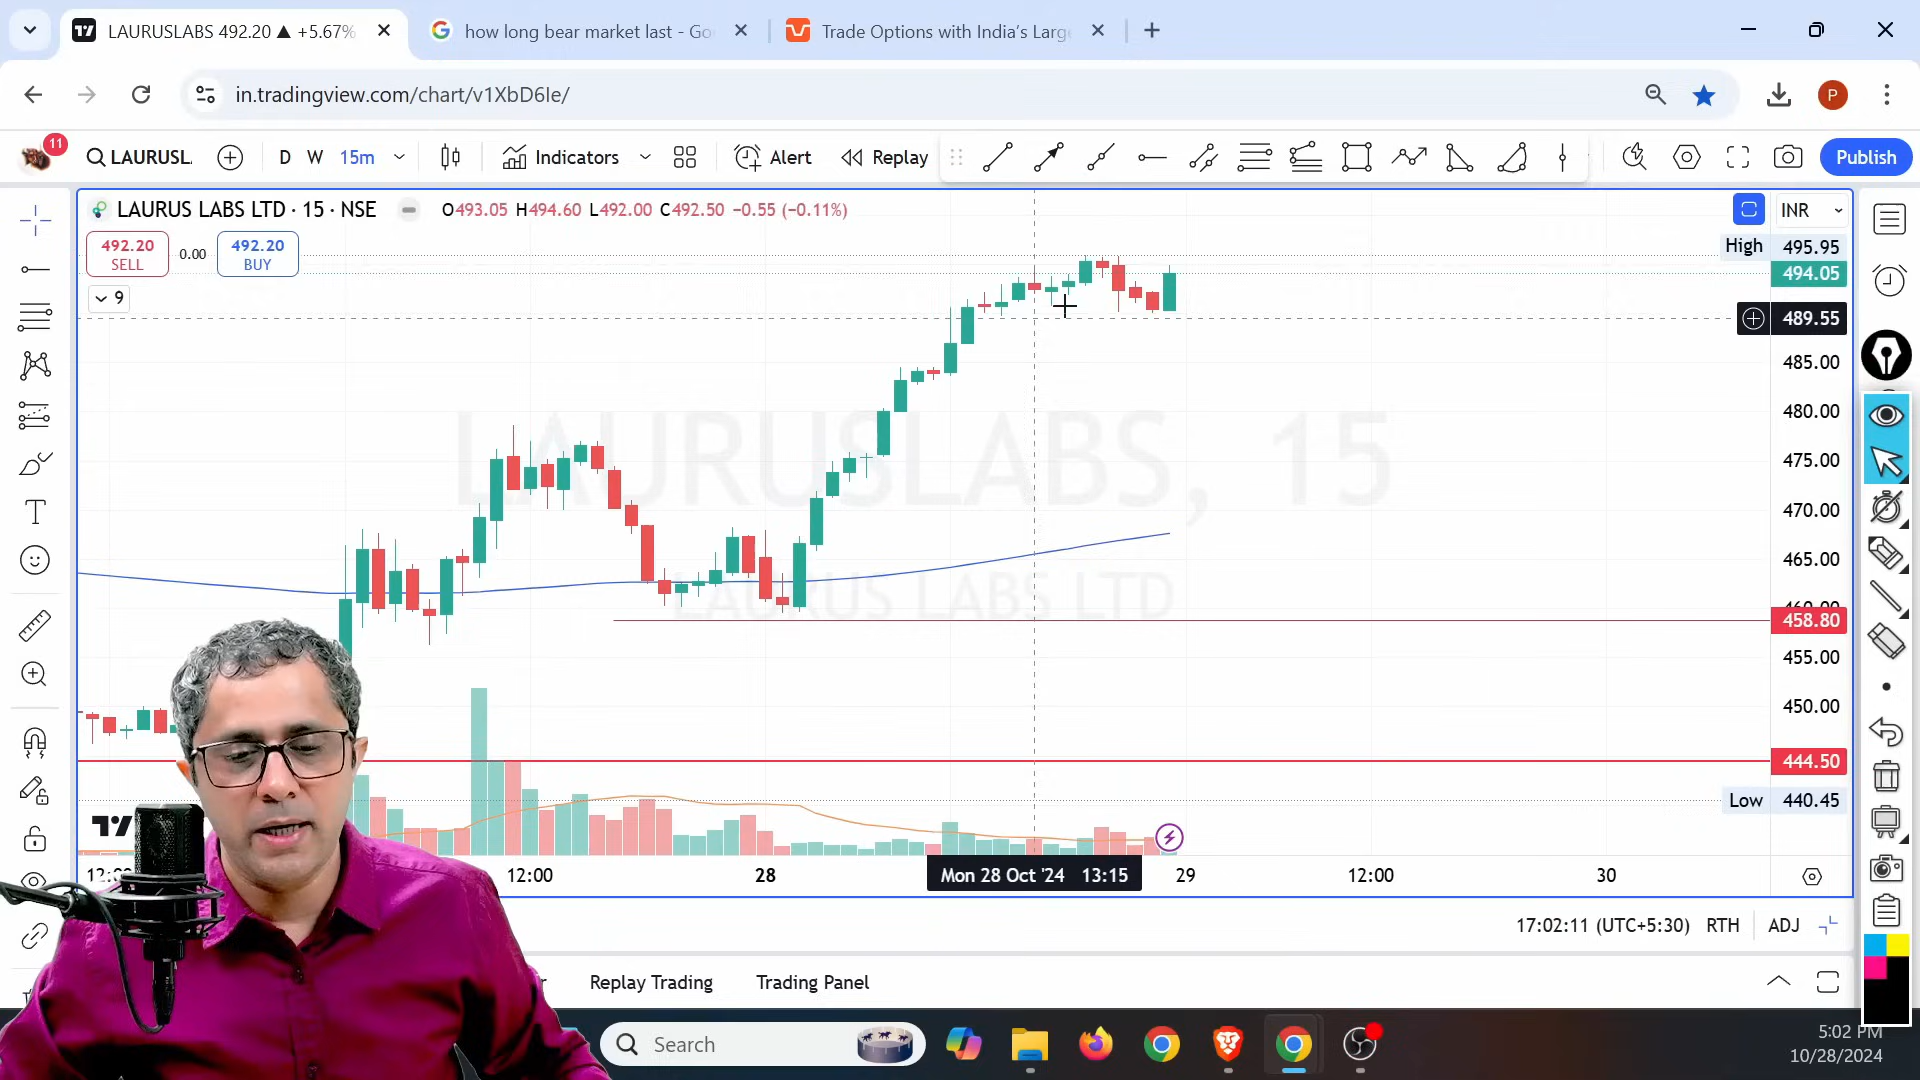 LAURUSLABS 492.20 ▲ +5.67%
how long bear market last - Go
Trade Options with India's Larg
in.tradingview.com/chart/v1XbD6Ie/
P
11
LAURUSL.
D W 15m
Indicators
Alert
Replay
Publish
LAURUS LABS LTD · 15 · NSE
O493.05 H494.60 L492.00 C492.50 −0.55 (−0.11%)
INR
492.20
SELL
0.00
492.20
BUY
9
High 495.95
494.05
489.55
485.00
480.00
475.00
470.00
465.00
460.00
458.80
455.00
450.00
444.50
Low 440.45
LAURUSLABS, 15
LAURUS LABS LTD
12:00
28
Mon 28 Oct '24 13:15
29
12:00
30
17:02:11 (UTC+5:30) RTH ADJ
Replay Trading
Trading Panel
Search
5:02 PM
10/28/2024